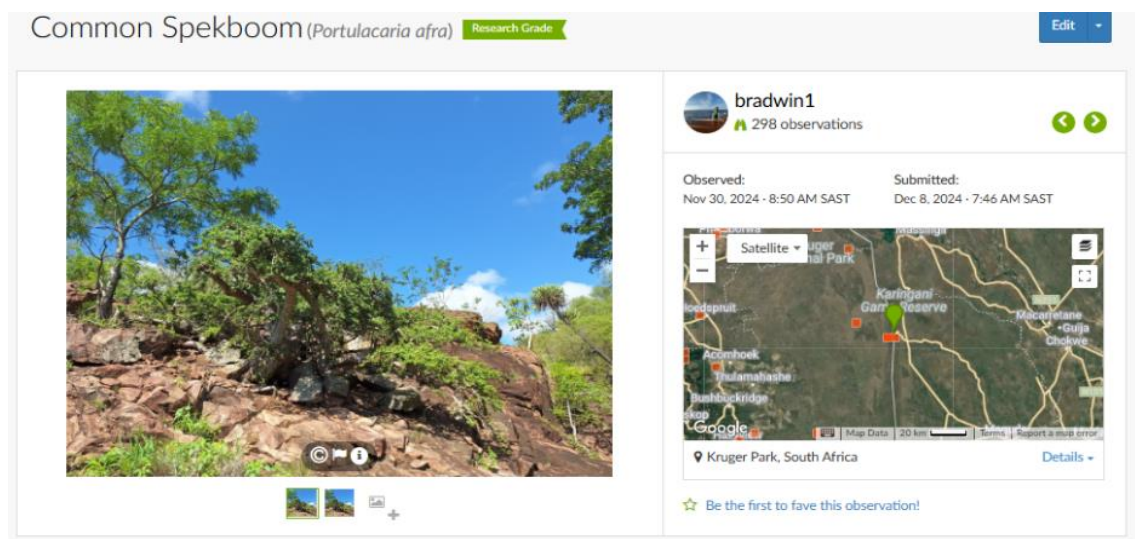 Common Spekboom (Portulacaria afra) Research Grade
Edit
bradwin1
298 observations
Observed:
Nov 30, 2024 · 8:50 AM SAST
Submitted:
Dec 8, 2024 · 7:46 AM SAST
Satellite
Massingir
Karingani
Game Reserve
Macarretane
Guija
Chokwe
Acornhoek
Thulamahashe
Bushbuckridge
Google
Map Data
20 km
Terms
Report a map error
Kruger Park, South Africa
Details
Be the first to fave this observation!